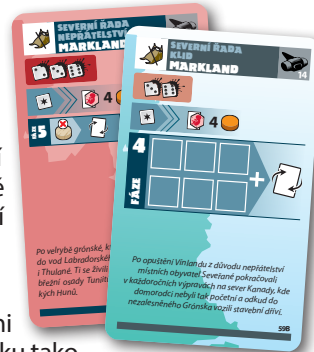 SEVERNÍ ŘADA
NEPŘÁTELSTVÍ
MARKLAND
4
5
Po velrybě grónské, k
do vod Labradorské
i Thulané. Ti se živili
břežní osady Tuniit
kých Hunů.
SEVERNÍ ŘADA
KLID
MARKLAND
14
4
4
FÁZE
+
Po opuštění Vinlandu z důvodu nepřátelství
místních obyvatel Seveřané pokračovali
v každoročních výpravách na sever Kanady, kde
domorodci nebyli tak početní a odkud do
nezalesněného Grónska vozili stavební dříví.
59B
í
ě
í
ni
ku tako